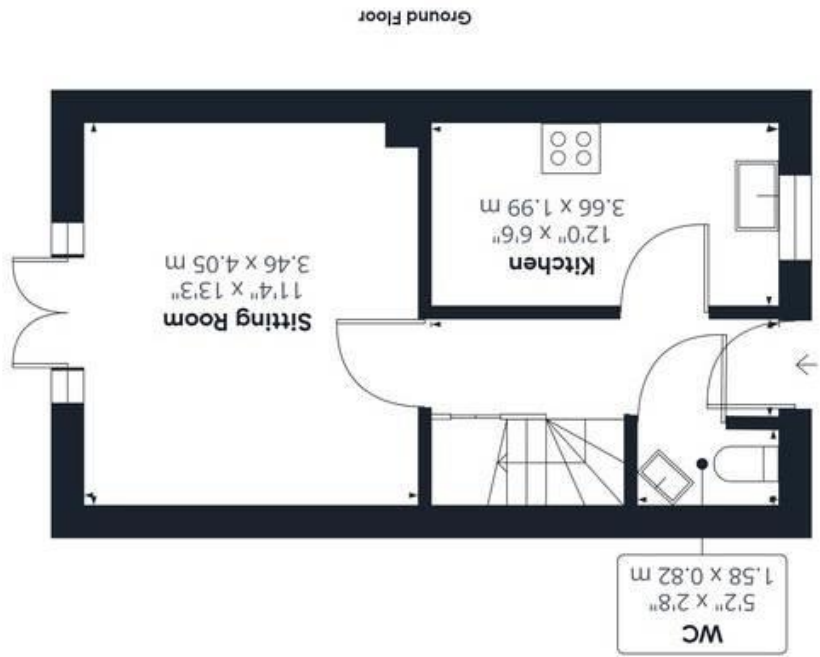 WC
5'2" x 2'8"
1.58 x 0.82 m
Sitting Room
11'4" x 13'3"
3.46 x 4.05 m
Kitchen
12'0" x 6'6"
3.66 x 1.99 m
Ground Floor